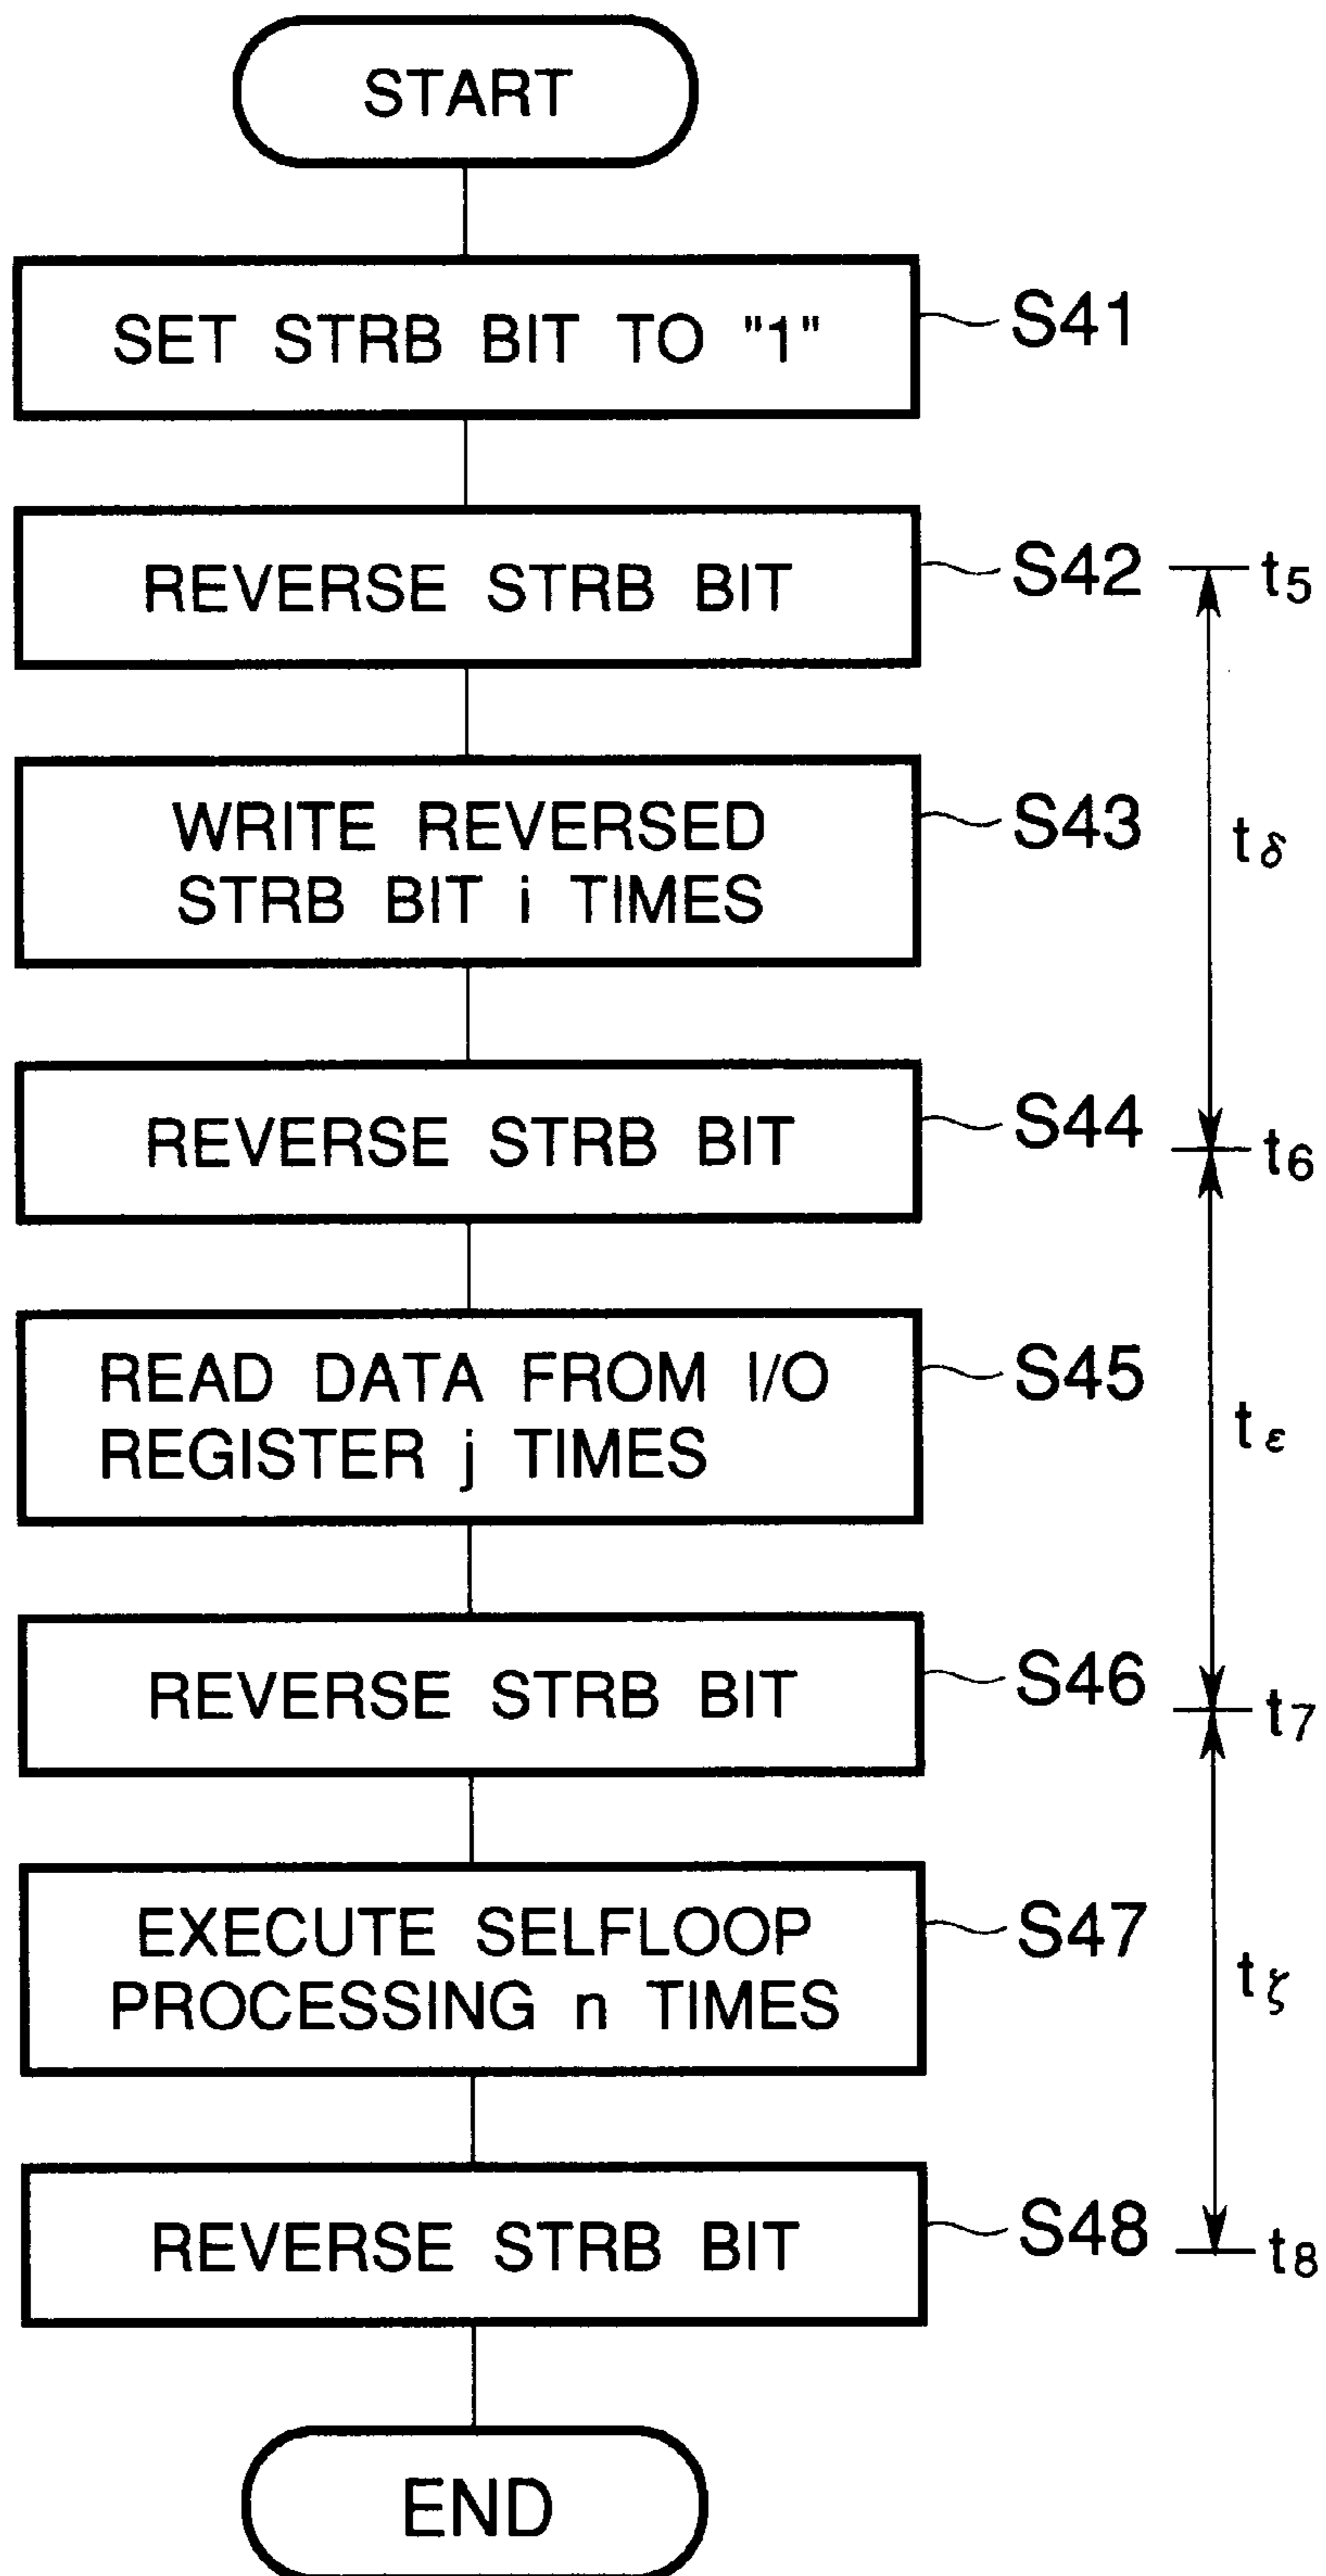 START
SET STRB BIT TO "1"
S41
REVERSE STRB BIT
S42
t5
WRITE REVERSED
STRB BIT i TIMES
S43
tδ
REVERSE STRB BIT
S44
t6
READ DATA FROM I/O
REGISTER j TIMES
S45
tε
REVERSE STRB BIT
S46
t7
EXECUTE SELFLOOP
PROCESSING n TIMES
S47
tζ
REVERSE STRB BIT
S48
t8
END